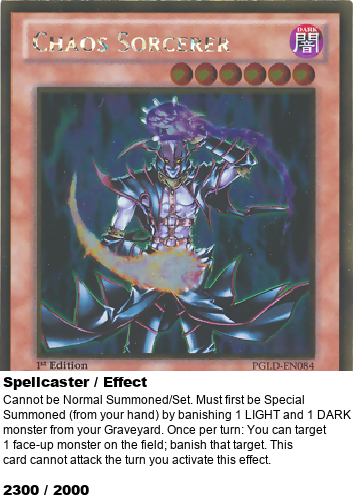 Chaos Sorcerer
DARK
闇
1st Edition
PGLD-EN084
Spellcaster / Effect
Cannot be Normal Summoned/Set. Must first be Special
Summoned (from your hand) by banishing 1 LIGHT and 1 DARK
monster from your Graveyard. Once per turn: You can target
1 face-up monster on the field; banish that target. This
card cannot attack the turn you activate this effect.
2300 / 2000